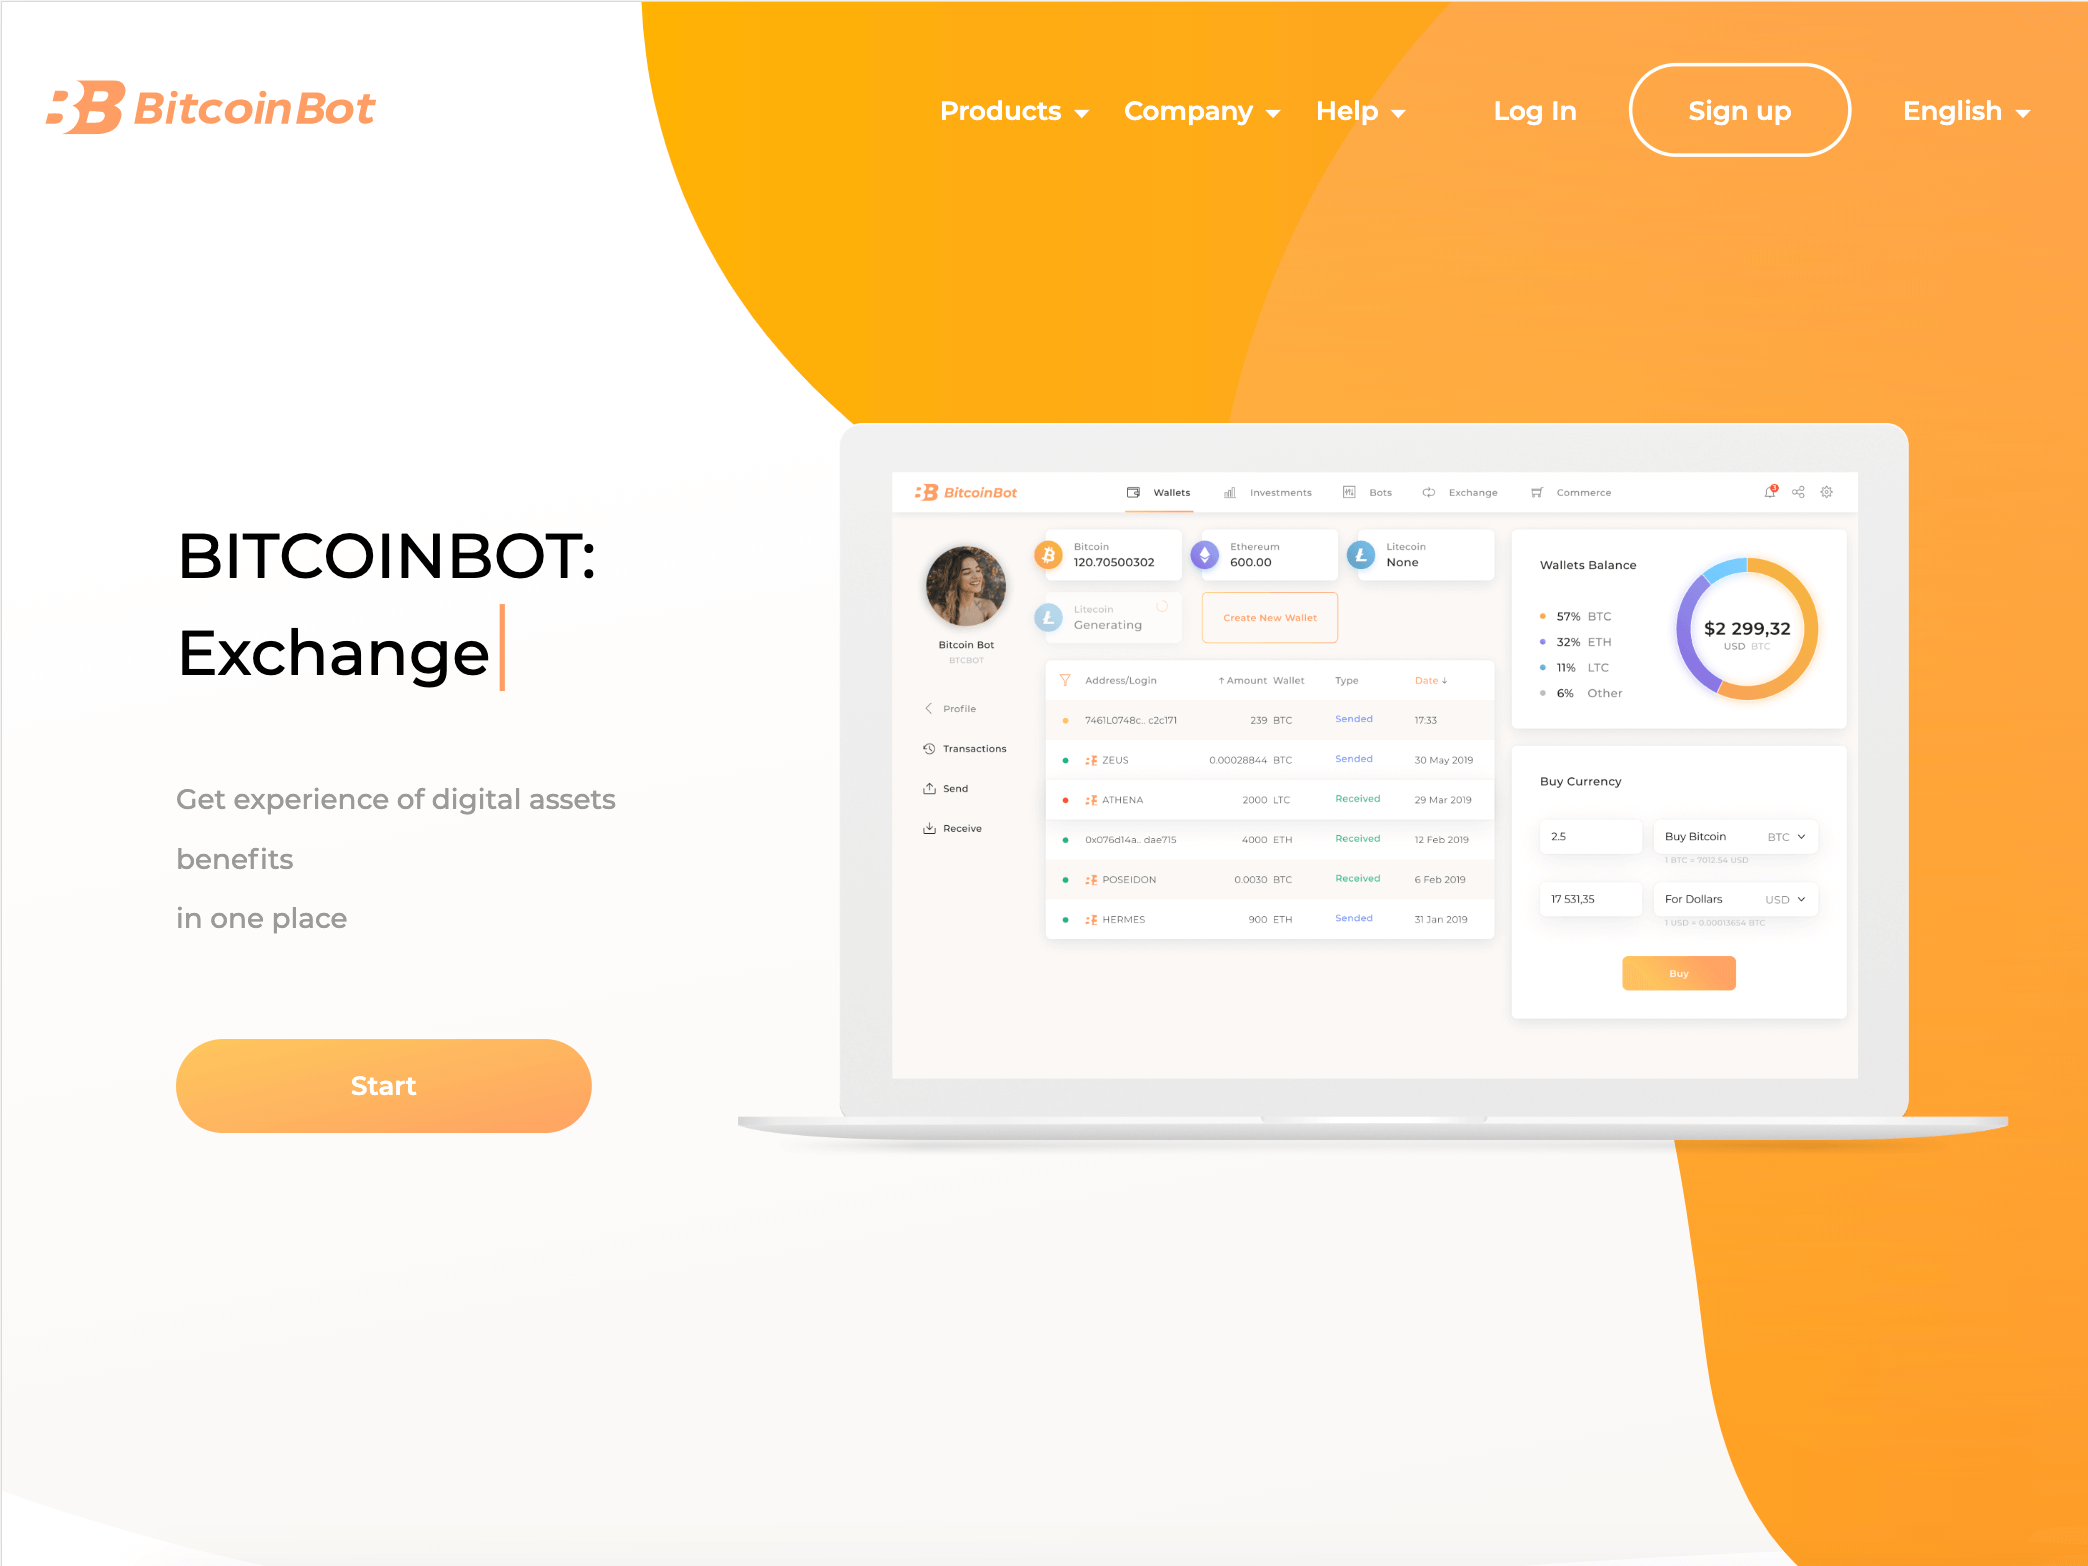 BitcoinBot
Products
Company
Help
Log In
Sign up
English
BITCOINBOT:
Exchange
Get experience of digital assets
benefits
in one place
Start
BitcoinBot
Wallets
Investments
Bots
Exchange
Commerce
3
Bitcoin Bot
BTCBOT
Profile
Transactions
Send
Receive
Bitcoin
120.70500302
Ethereum
600.00
Litecoin
None
Litecoin
Generating
Create New Wallet
Address/Login ↑ Amount Wallet Type Date ↓
7461L0748c.. c2c171 239 BTC Sended 17:33
ZEUS 0.00028844 BTC Sended 30 May 2019
ATHENA 2000 LTC Received 29 Mar 2019
0x076d14a.. dae715 4000 ETH Received 12 Feb 2019
POSEIDON 0.0030 BTC Received 6 Feb 2019
HERMES 900 ETH Sended 31 Jan 2019
Wallets Balance
57% BTC
32% ETH
11% LTC
6% Other
$2 299,32
USD BTC
Buy Currency
2.5 Buy Bitcoin BTC
1 BTC = 7012.54 USD
17 531,35 For Dollars USD
1 USD = 0.00013654 BTC
Buy